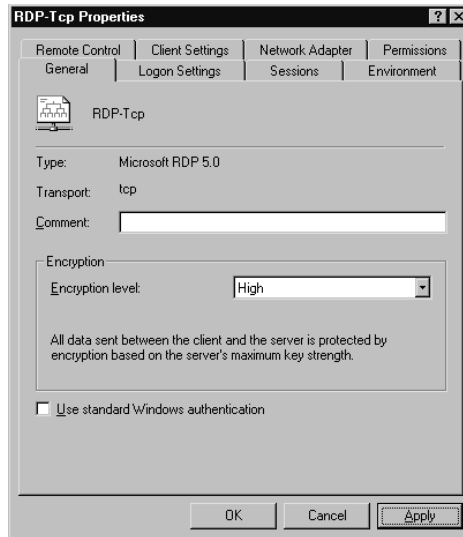 RDP-Tcp Properties
Remote Control Client Settings Network Adapter Permissions
General Logon Settings Sessions Environment
RDP-Tcp
Type: Microsoft RDP 5.0
Transport: tcp
Comment:
Encryption
Encryption level: High
All data sent between the client and the server is protected by
encryption based on the server's maximum key strength.
Use standard Windows authentication
OK Cancel Apply